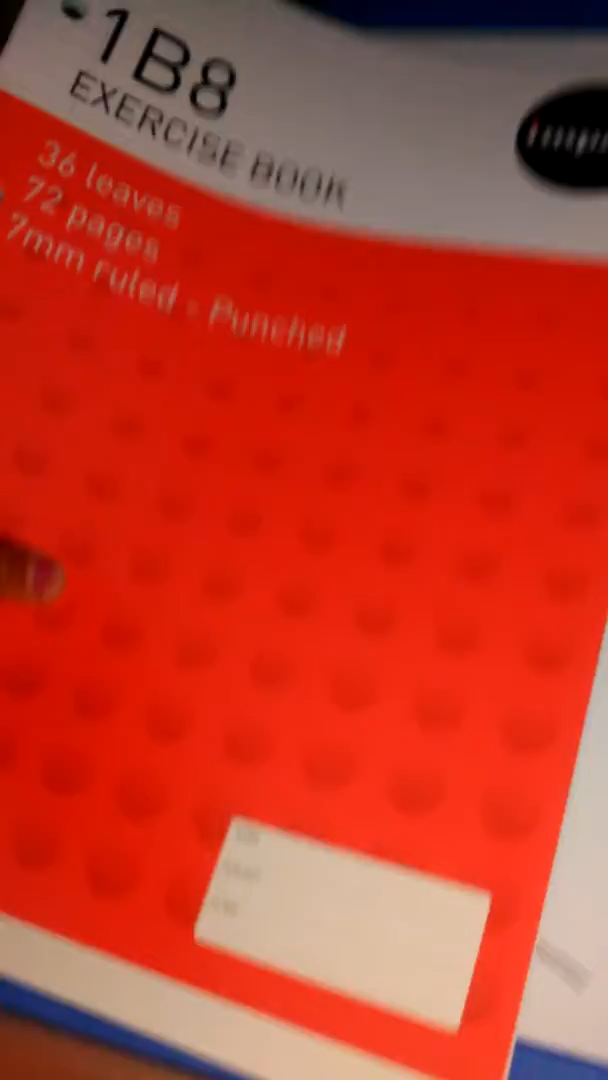 1B8
EXERCISE BOOK
36 leaves
72 pages
7mm ruled - Punched